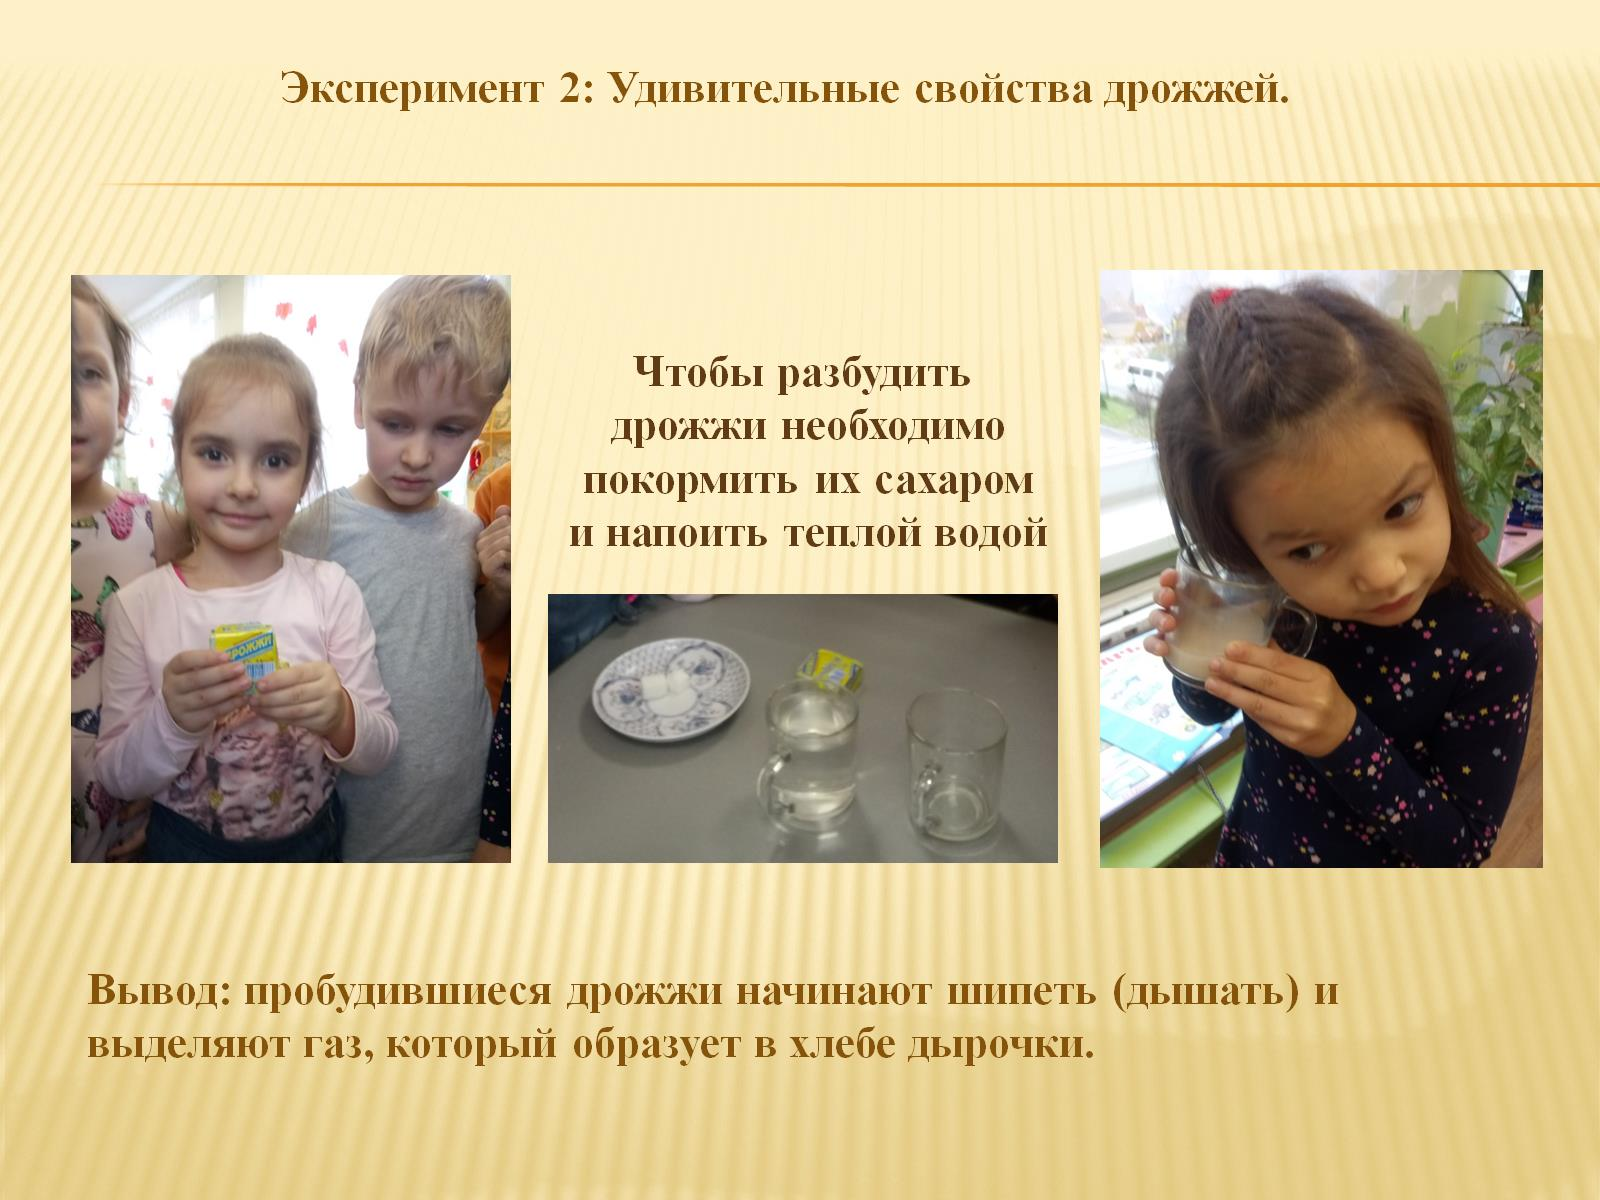 Эксперимент 2: Удивительные свойства дрожжей.
Чтобы разбудить
дрожжи необходимо
покормить их сахаром
и напоить теплой водой
ДРОЖЖИ
Вывод: пробудившиеся дрожжи начинают шипеть (дышать) и
выделяют газ, который образует в хлебе дырочки.